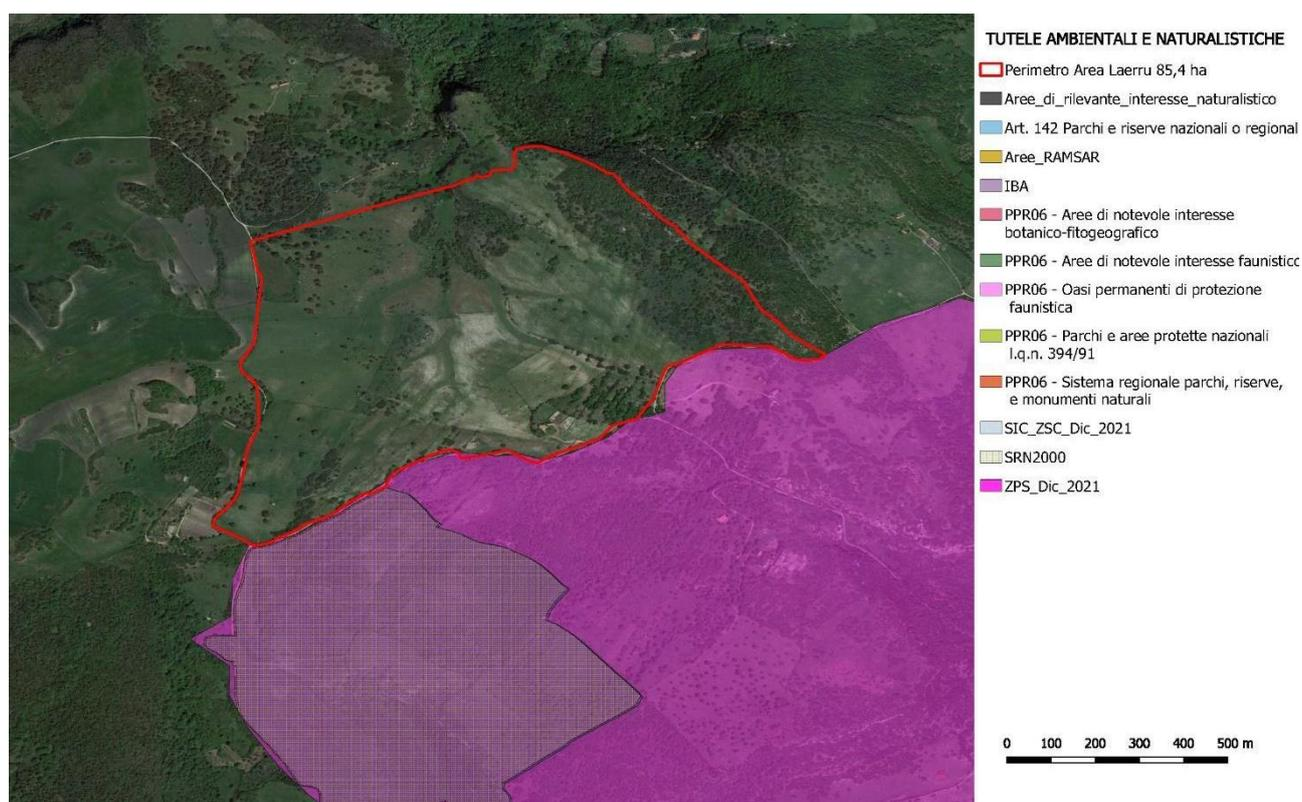 TUTELE AMBIENTALI E NATURALISTICHE
Perimetro Area Laerru 85,4 ha
Aree_di_rilevante_interesse_naturalistico
Art. 142 Parchi e riserve nazionali o regional
Aree_RAMSAR
IBA
PPR06 - Aree di notevole interesse
botanico-fitogeografico
PPR06 - Aree di notevole interesse faunistico
PPR06 - Oasi permanenti di protezione
faunistica
PPR06 - Parchi e aree protette nazionali
l.q.n. 394/91
PPR06 - Sistema regionale parchi, riserve,
e monumenti naturali
SIC_ZSC_Dic_2021
SRN2000
ZPS_Dic_2021
0 100 200 300 400 500 m